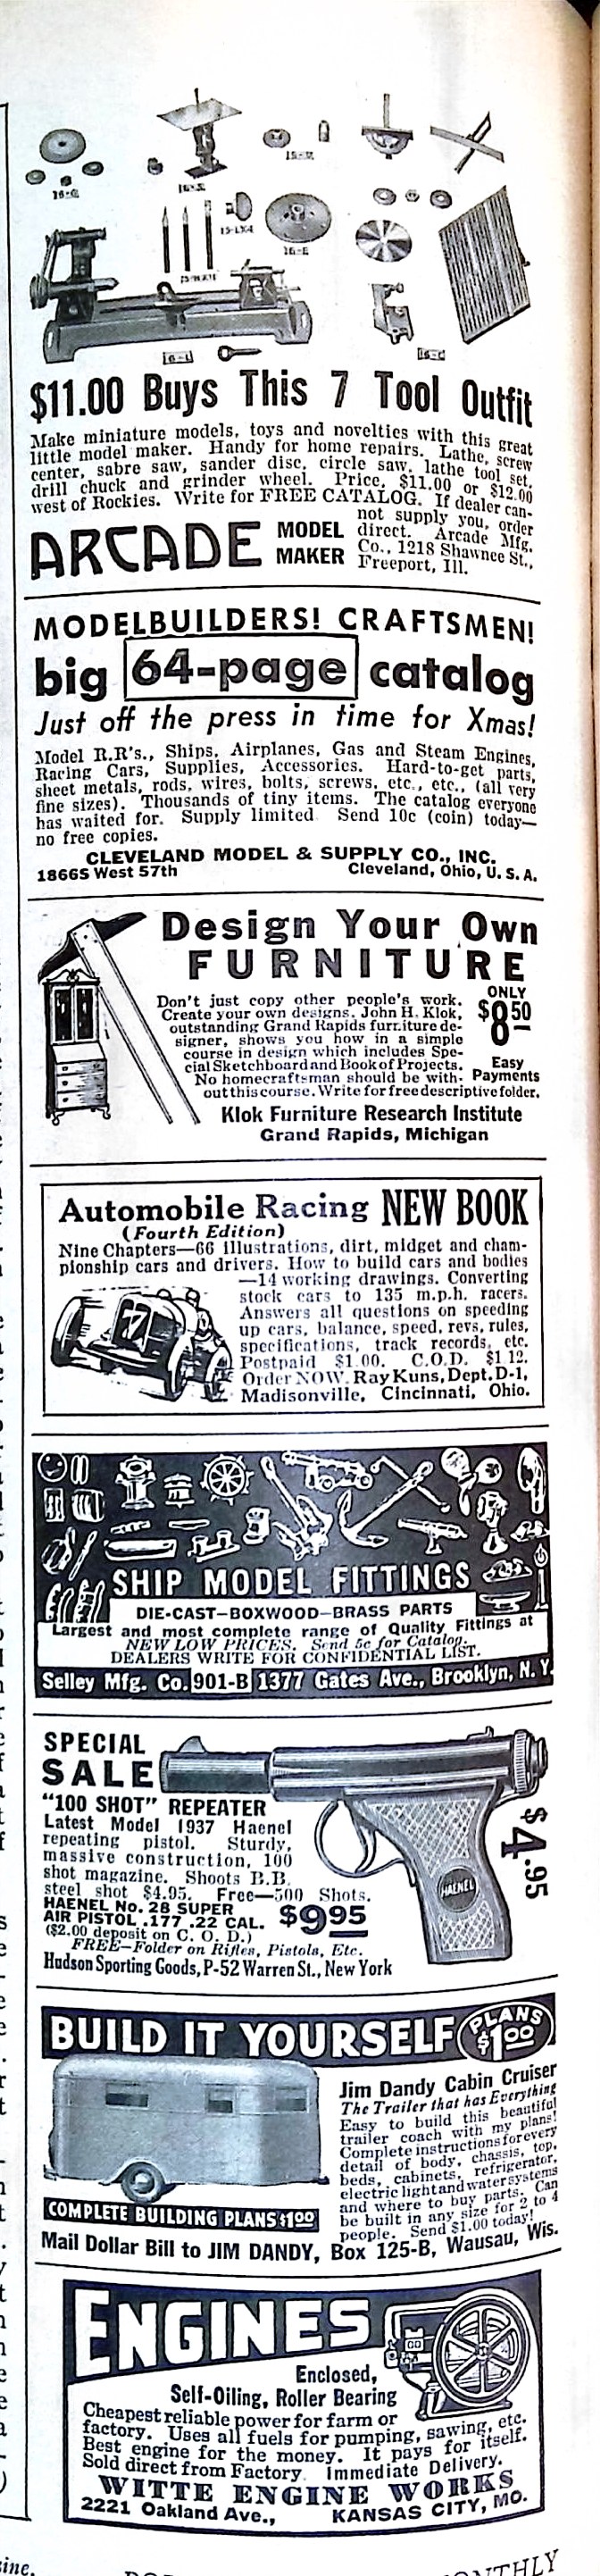 16-G
16-E
16-L
16-C
$11.00 Buys This 7 Tool Outfit
Make miniature models, toys and novelties with this great
little model maker. Handy for home repairs. Lathe, screw
center, sabre saw, sander disc, circle saw, lathe tool set,
drill chuck and grinder wheel. Price, $11.00 or $12.00
west of Rockies. Write for FREE CATALOG. If dealer can-
not supply you, order
direct. Arcade Mfg.
Co., 1218 Shawnee St.,
Freeport, Ill.
ARCADE MODEL MAKER
MODELBUILDERS! CRAFTSMEN!
big 64-page catalog
Just off the press in time for Xmas!
Model R.R's., Ships, Airplanes, Gas and Steam Engines,
Racing Cars, Supplies, Accessories. Hard-to-get parts,
sheet metals, rods, wires, bolts, screws, etc., etc., (all very
fine sizes). Thousands of tiny items. The catalog everyone
has waited for. Supply limited Send 10c (coin) today—
no free copies.
CLEVELAND MODEL & SUPPLY CO., INC.
1866S West 57th Cleveland, Ohio, U. S. A.
Design Your Own
FURNITURE
Don't just copy other people's work.
Create your own designs. John H. Klok,
outstanding Grand Rapids furniture de-
signer, shows you how in a simple
course in design which includes Spe-
cial Sketchboard and Book of Projects.
No homecraftsman should be with-
out this course. Write for free descriptive folder.
ONLY
$8.50
Easy
Payments
Klok Furniture Research Institute
Grand Rapids, Michigan
Automobile Racing NEW BOOK
(Fourth Edition)
Nine Chapters—66 Illustrations, dirt, midget and cham-
pionship cars and drivers. How to build cars and bodies
—14 working drawings. Converting
stock cars to 135 m.p.h. racers.
Answers all questions on speeding
up cars, balance, speed, revs, rules,
specifications, track records, etc.
Postpaid $1.00. C.O.D. $1.12.
Order NOW. Ray Kuns, Dept. D-1,
Madisonville, Cincinnati, Ohio.
SHIP MODEL FITTINGS
DIE-CAST—BOXWOOD—BRASS PARTS
Largest and most complete range of Quality Fittings at
NEW LOW PRICES. Send 5c for Catalog.
DEALERS WRITE FOR CONFIDENTIAL LIST.
Selley Mfg. Co. 901-B 1377 Gates Ave., Brooklyn, N. Y.
SPECIAL
SALE
"100 SHOT" REPEATER
Latest Model 1937 Haenel
repeating pistol. Sturdy,
massive construction, 100
shot magazine. Shoots B.B.
steel shot $4.95. Free—500 Shots.
HAENEL No. 28 SUPER
AIR PISTOL .177 .22 CAL. $9.95
($2.00 deposit on C. O. D.)
FREE—Folder on Rifles, Pistols, Etc.
Hudson Sporting Goods, P-52 Warren St., New York
HAENEL
$4.95
BUILD IT YOURSELF PLANS $1.00
Jim Dandy Cabin Cruiser
The Trailer that has Everything
Easy to build this beautiful
trailer coach with my plans!
Complete instructions for every
detail of body, chassis, top,
beds, cabinets, refrigerator,
electric light and water systems
and where to buy parts. Can
be built in any size for 2 to 4
people. Send $1.00 today!
COMPLETE BUILDING PLANS $1.00
Mail Dollar Bill to JIM DANDY, Box 125-B, Wausau, Wis.
ENGINES
Enclosed,
Self-Oiling, Roller Bearing
Cheapest reliable power for farm or
factory. Uses all fuels for pumping, sawing, etc.
Best engine for the money. It pays for itself.
Sold direct from Factory. Immediate Delivery.
WITTE ENGINE WORKS
2221 Oakland Ave., KANSAS CITY, MO.